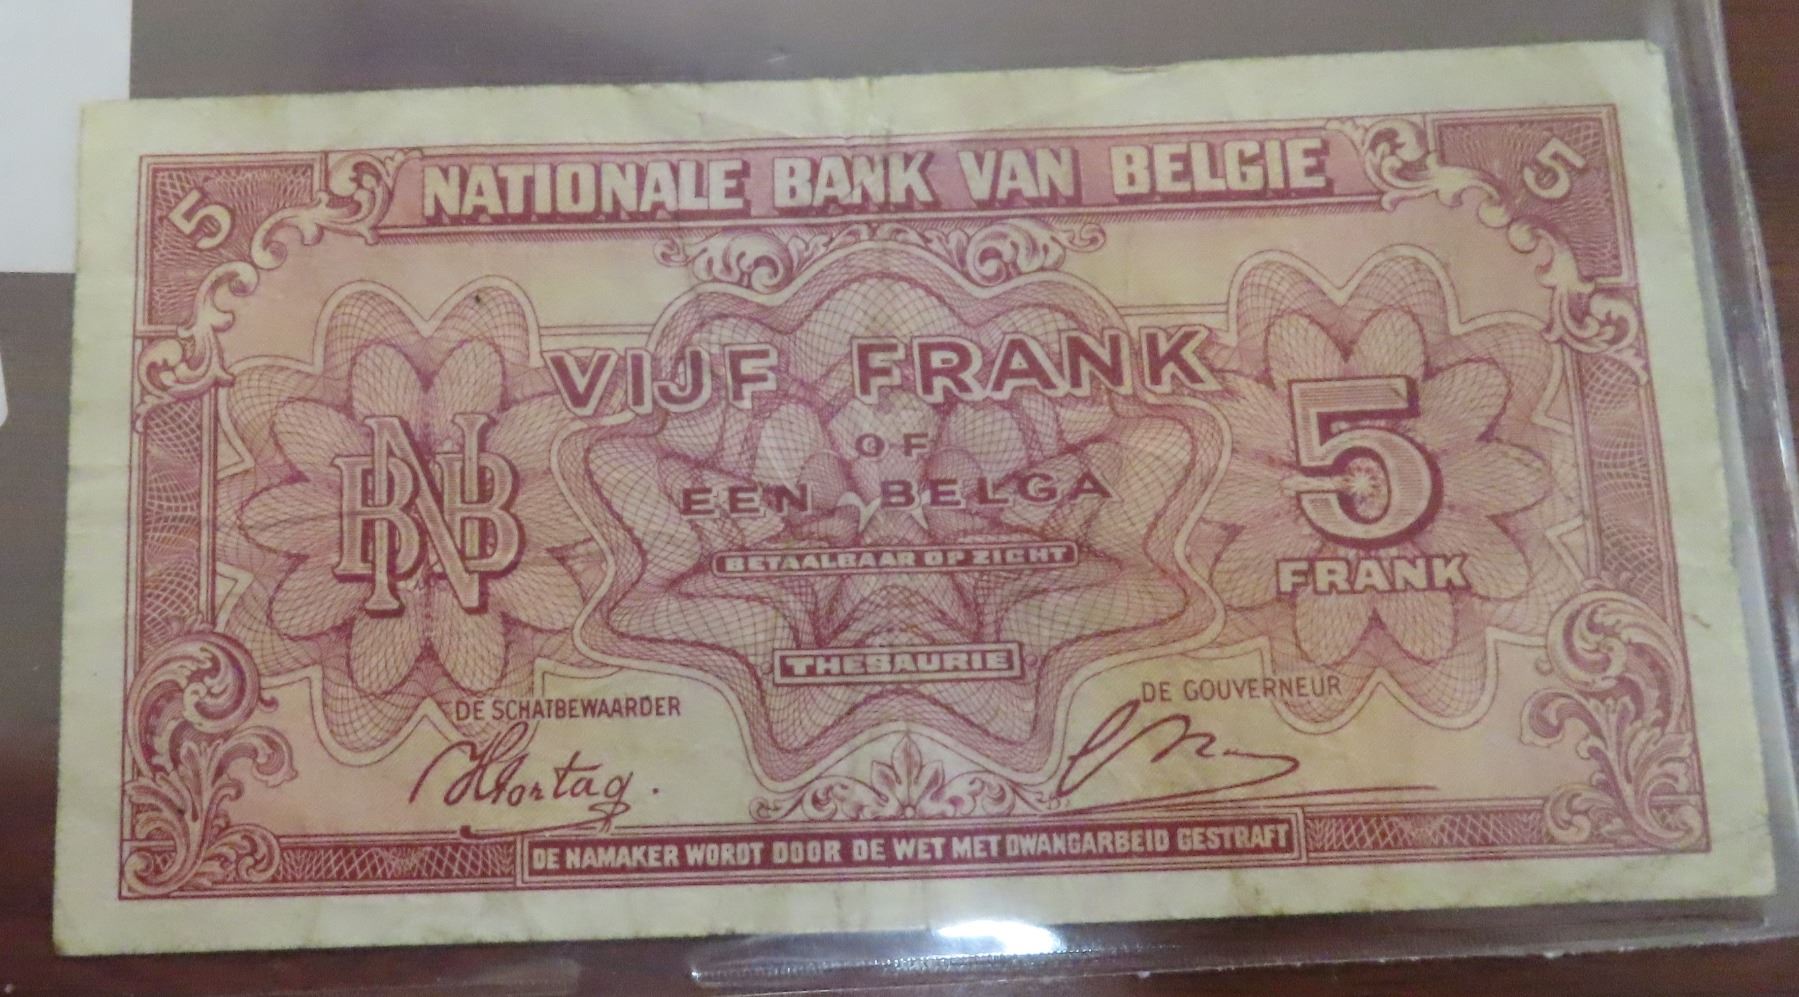 5 NATIONALE BANK VAN BELGIE 5
VIJF FRANK
OF
EEN BELGA
BNB
5
FRANK
BETAALBAAR OP ZICHT
THESAURIE
DE SCHATBEWAARDER
DE GOUVERNEUR
DE NAMAKER WORDT DOOR DE WET MET DWANGARBEID GESTRAFT